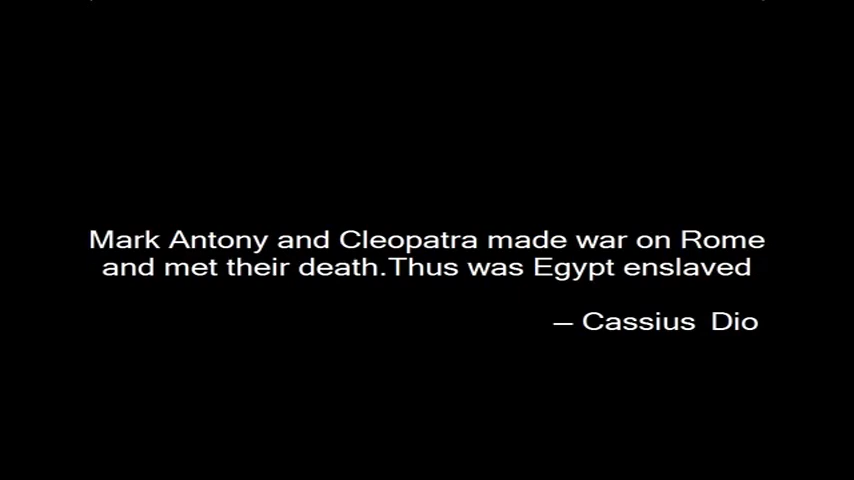 Mark Antony and Cleopatra made war on Rome
and met their death.Thus was Egypt enslaved
– Cassius Dio